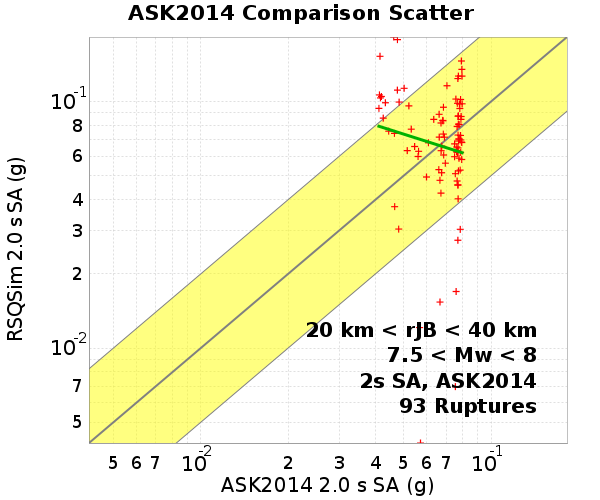 ASK2014 Comparison Scatter
RSQSim 2.0 s SA (g)
10-1
8
6
4
3
2
10-2
7
5
20 km < rJB < 40 km
7.5 < Mw < 8
2s SA, ASK2014
93 Ruptures
5 6 7 10-2 2 3 4 5 6 7 10-1
ASK2014 2.0 s SA (g)